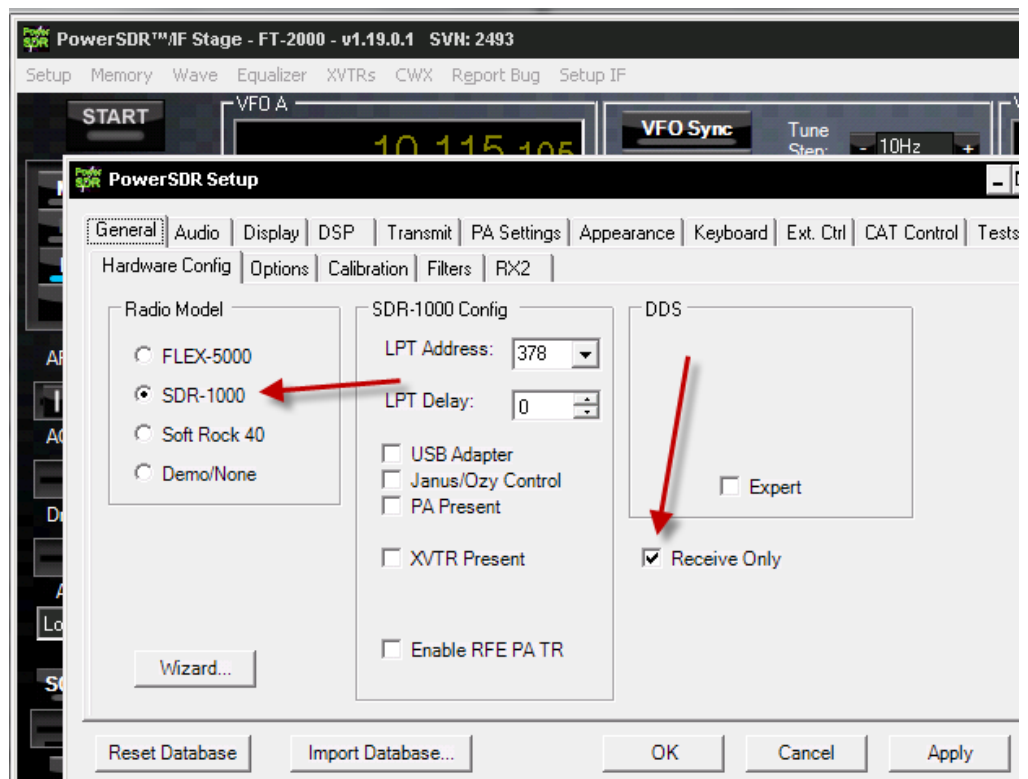 PowerSDR™/IF Stage - FT-2000 - v1.19.0.1 SVN: 2493
Setup Memory Wave Equalizer XVTRs CWX Report Bug Setup IF
START
VFO A
10.115.105
VFO Sync
Tune
Step:
- 10Hz +
PowerSDR Setup
General Audio Display DSP Transmit PA Settings Appearance Keyboard Ext. Ctrl CAT Control Tests
Hardware Config Options Calibration Filters RX2
Radio Model
FLEX-5000
SDR-1000
Soft Rock 40
Demo/None
Wizard...
SDR-1000 Config
LPT Address: 378
LPT Delay: 0
USB Adapter
Janus/Ozy Control
PA Present
XVTR Present
Enable RFE PA TR
DDS
Expert
Receive Only
Reset Database Import Database... OK Cancel Apply